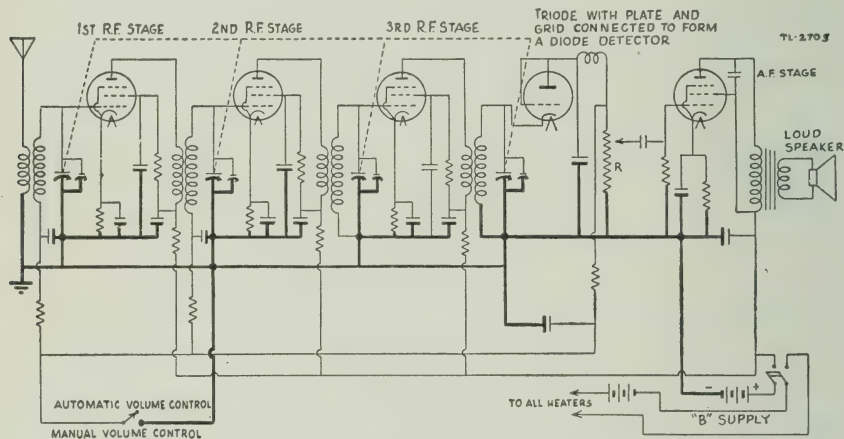 1ST R.F. STAGE
2ND R.F. STAGE
3RD R.F. STAGE
TRIODE WITH PLATE AND
GRID CONNECTED TO FORM
A DIODE DETECTOR
TL-2703
A.F. STAGE
LOUD
SPEAKER
R
AUTOMATIC VOLUME CONTROL
MANUAL VOLUME CONTROL
TO ALL HEATERS
- +
"B" SUPPLY